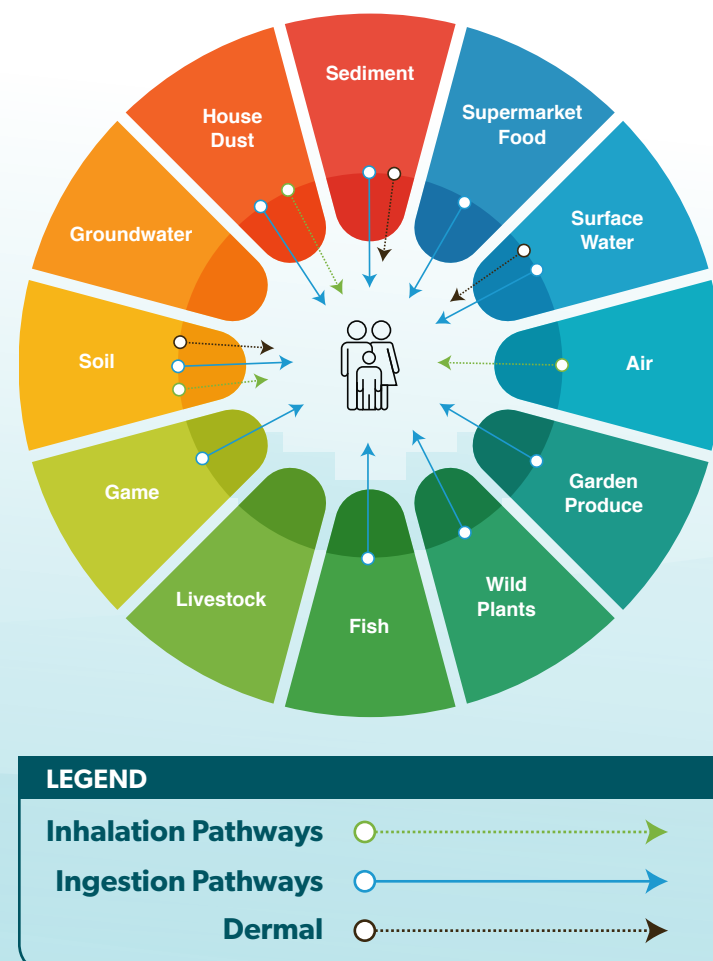 Sediment
Supermarket
Food
Surface
Water
Air
Garden
Produce
Wild
Plants
Fish
Livestock
Game
Soil
Groundwater
House
Dust
LEGEND
Inhalation Pathways
Ingestion Pathways
Dermal